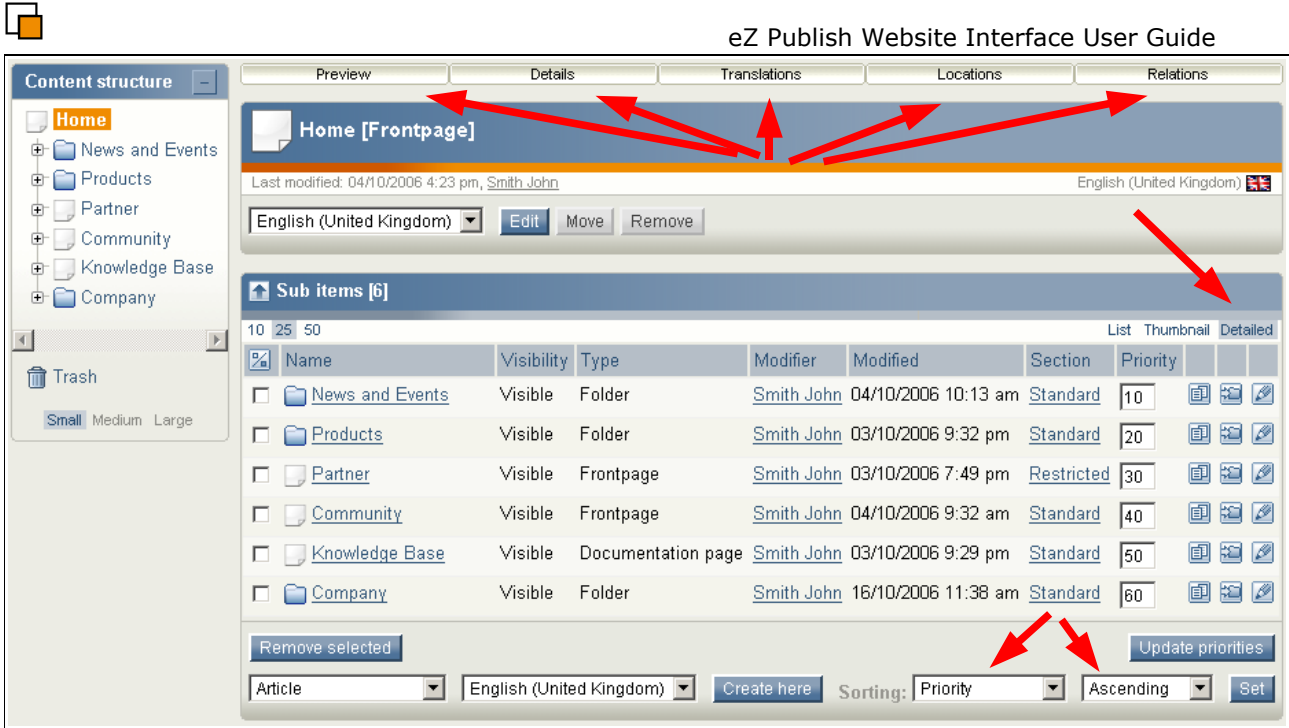 eZ Publish Website Interface User Guide
Content structure
Home
News and Events
Products
Partner
Community
Knowledge Base
Company
Trash
Small Medium Large
Preview Details Translations Locations Relations
Home [Frontpage]
Last modified: 04/10/2006 4:23 pm, Smith John English (United Kingdom)
English (United Kingdom) Edit Move Remove
Sub items [6]
10 25 50 List Thumbnail Detailed
Name Visibility Type Modifier Modified Section Priority
News and Events Visible Folder Smith John 04/10/2006 10:13 am Standard 10
Products Visible Folder Smith John 03/10/2006 9:32 pm Standard 20
Partner Visible Frontpage Smith John 03/10/2006 7:49 pm Restricted 30
Community Visible Frontpage Smith John 04/10/2006 9:32 am Standard 40
Knowledge Base Visible Documentation page Smith John 03/10/2006 9:29 pm Standard 50
Company Visible Folder Smith John 16/10/2006 11:38 am Standard 60
Remove selected Update priorities
Article English (United Kingdom) Create here Sorting: Priority Ascending Set